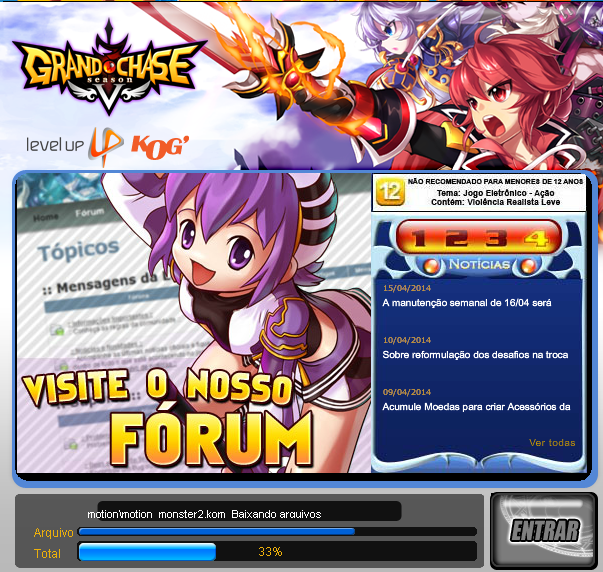 GRAND CHASE
season
V
level up UP KOG'
Home Fórum
Tópicos
:: Mensagens da
VISITE O NOSSO
FÓRUM
12
NÃO RECOMENDADO PARA MENORES DE 12 ANOS
Tema: Jogo Eletrônico - Ação
Contém: Violência Realista Leve
1 2 3 4
NOTÍCIAS
15/04/2014
A manutenção semanal de 16/04 será
10/04/2014
Sobre reformulação dos desafios na troca
09/04/2014
Acumule Moedas para criar Acessórios da
Ver todas
motion\motion_monster2.kom Baixando arquivos
Arquivo
Total 33%
ENTRAR